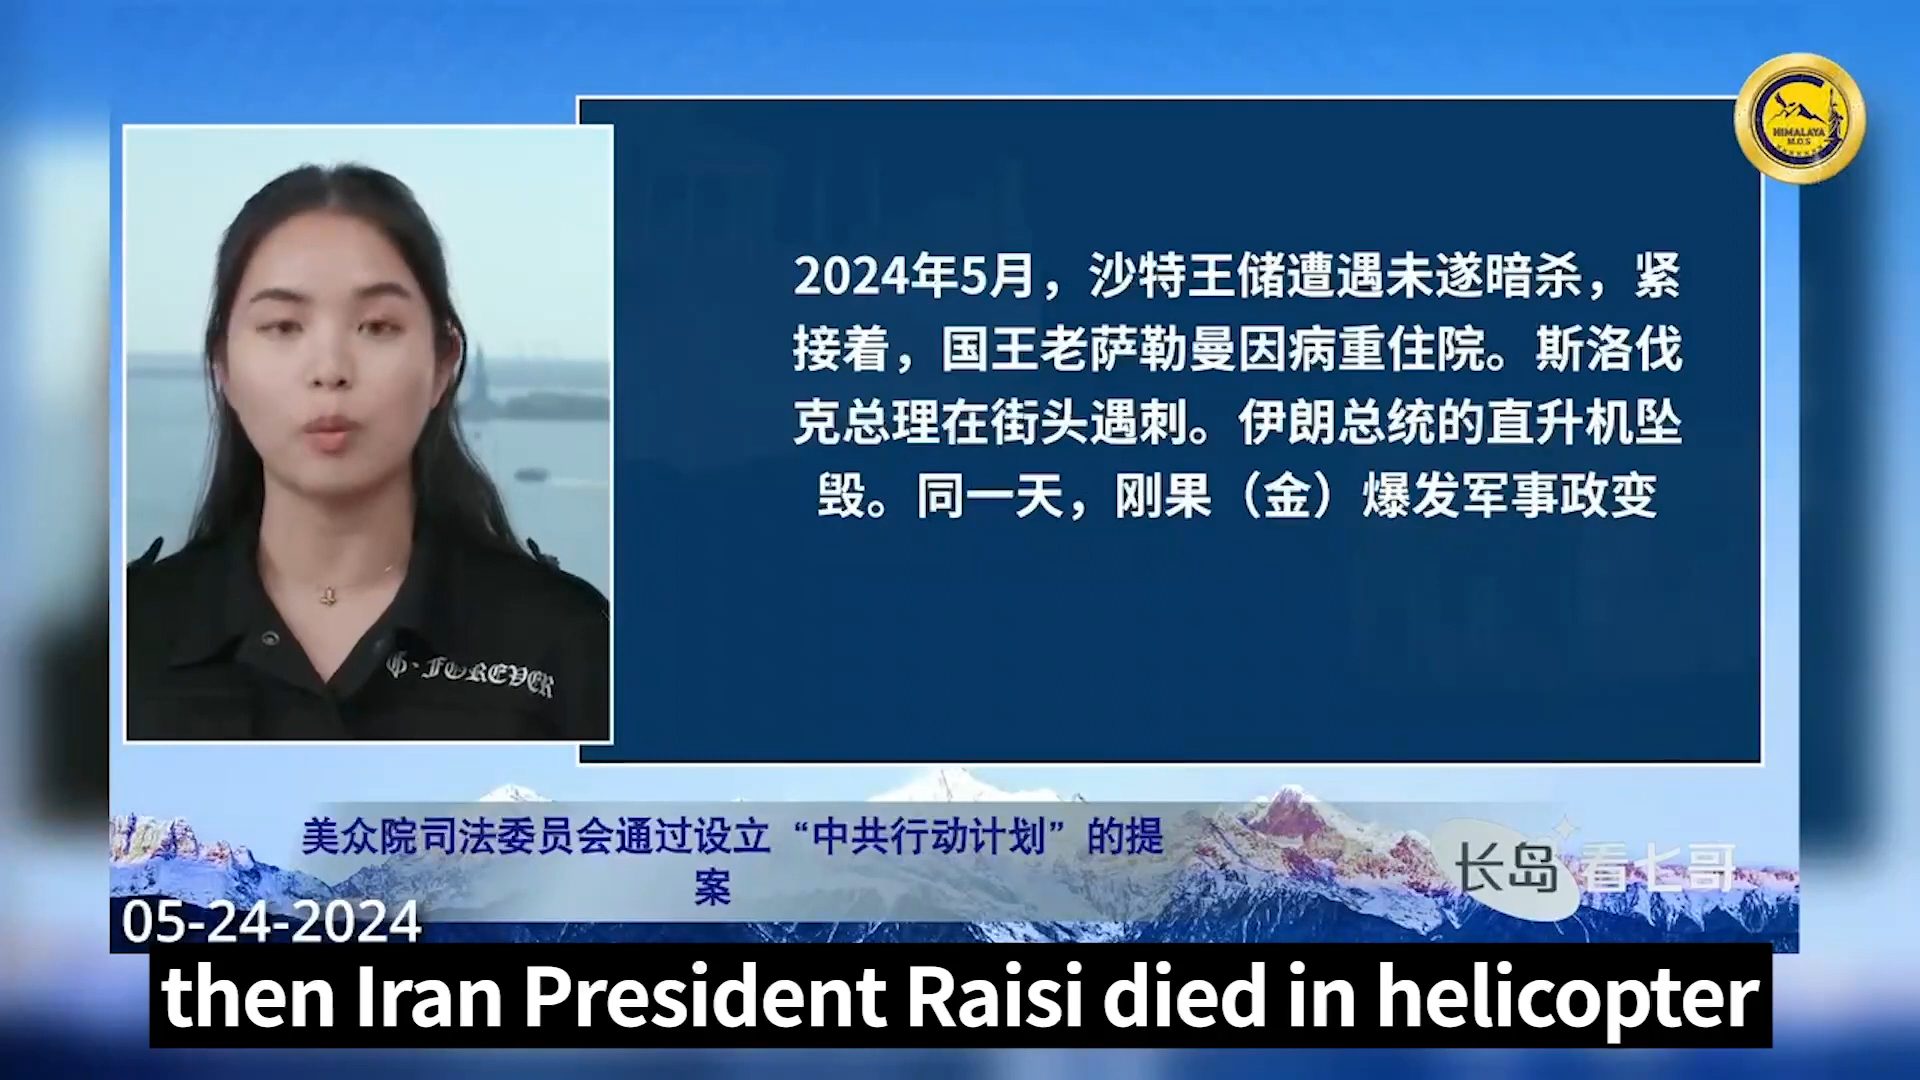 HIMALAYA
M.O.S
2024年5月，沙特王储遭遇未遂暗杀，紧
接着，国王老萨勒曼因病重住院。斯洛伐
克总理在街头遇刺。伊朗总统的直升机坠
毁。同一天，刚果（金）爆发军事政变
G-FOREVER
美众院司法委员会通过设立“中共行动计划”的提
案
长岛 看七哥
05-24-2024
then Iran President Raisi died in helicopter